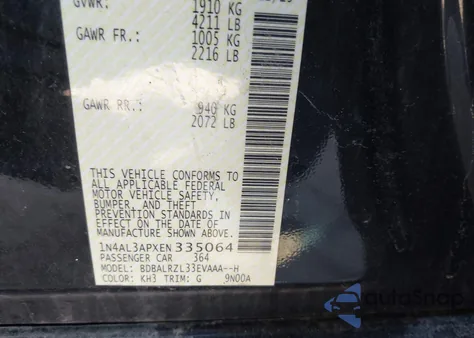 GVWR: 1910 KG
4211 LB
GAWR FR.: 1005 KG
2216 LB
GAWR RR.: 940 KG
2072 LB
THIS VEHICLE CONFORMS TO
ALL APPLICABLE FEDERAL
MOTOR VEHICLE SAFETY,
BUMPER, AND THEFT
PREVENTION STANDARDS IN
EFFECT ON THE DATE OF
MANUFACTURE SHOWN ABOVE.
1N4AL3APXEN335064
PASSENGER CAR 364
MODEL: BDBALRZL33EVAAA--H
COLOR: KH3 TRIM: G 9N00A
AutoSnap